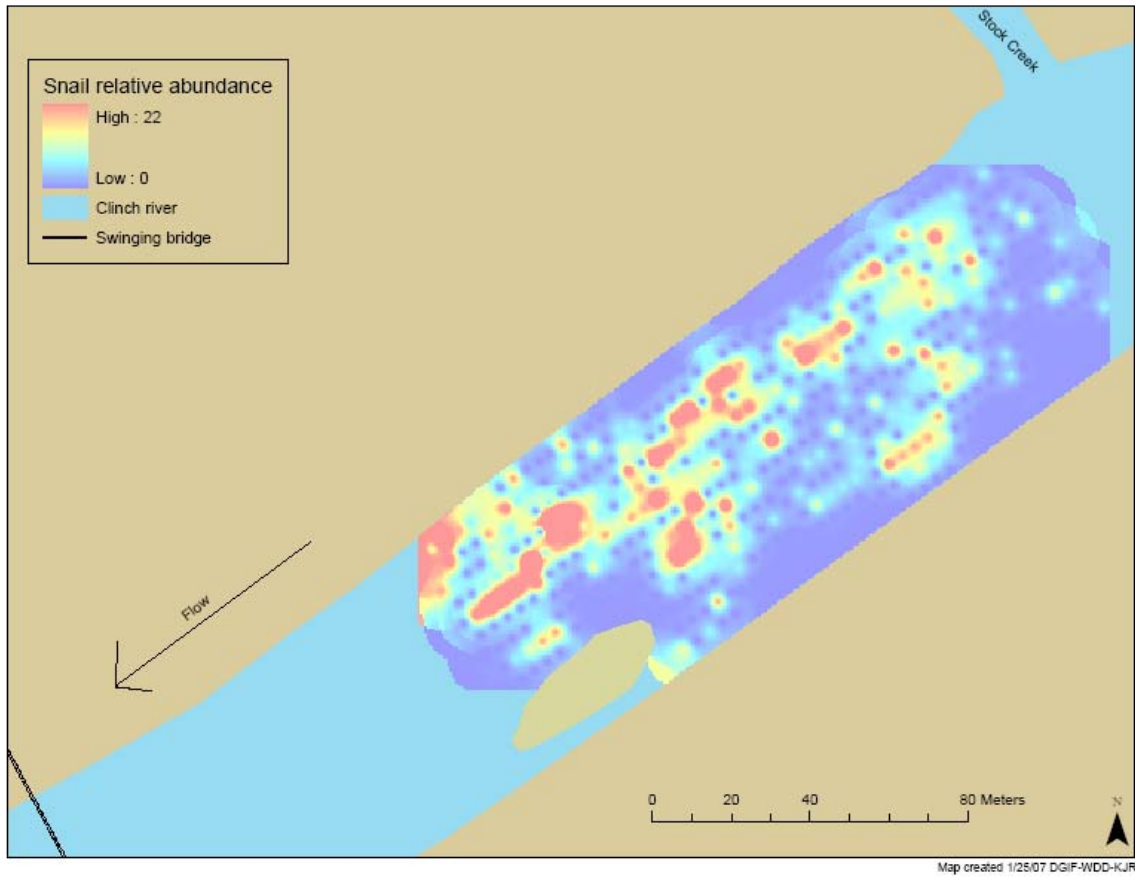 Stock Creek
Snail relative abundance
High : 22
Low : 0
Clinch river
Swinging bridge
Flow
0 20 40 80 Meters
N
Map created 1/25/07 DGIF-WDD-KJR